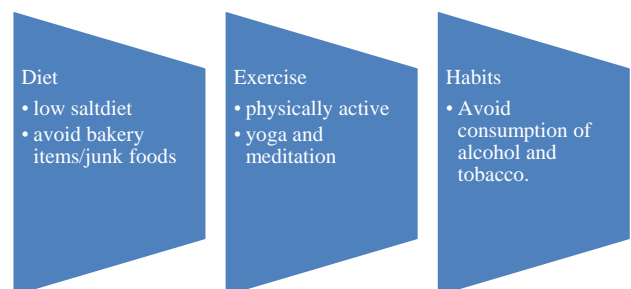 Diet
• low saltdiet
• avoid bakery
items/junk foods
Exercise
• physically active
• yoga and
meditation
Habits
• Avoid
consumption of
alcohol and
tobacco.